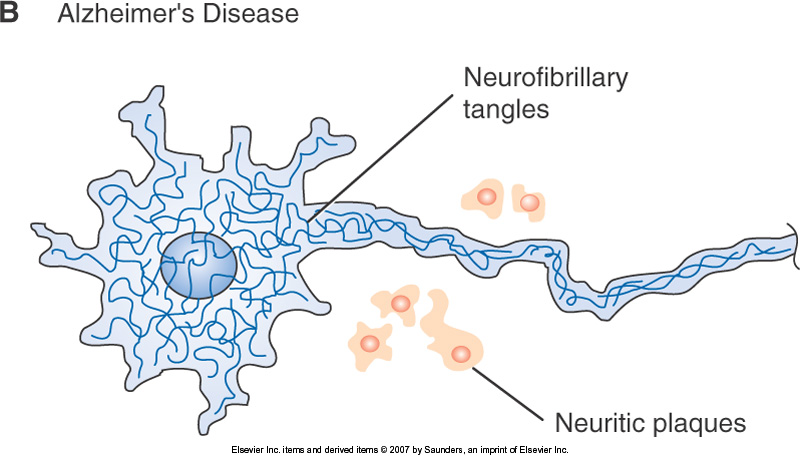 B Alzheimer's Disease
Neurofibrillary
tangles
Neuritic plaques
Elsevier Inc. items and derived items © 2007 by Saunders, an imprint of Elsevier Inc.